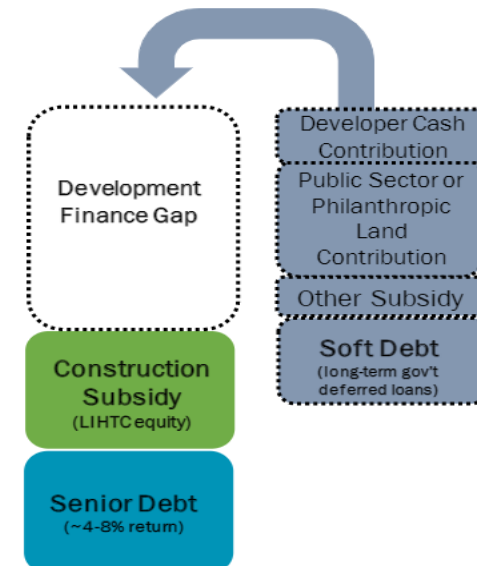 Development
Finance Gap
Construction
Subsidy
(LIHTC equity)
Senior Debt
(~4-8% return)
Developer Cash
Contribution
Public Sector or
Philanthropic
Land
Contribution
Other Subsidy
Soft Debt
(long-term gov't
deferred loans)